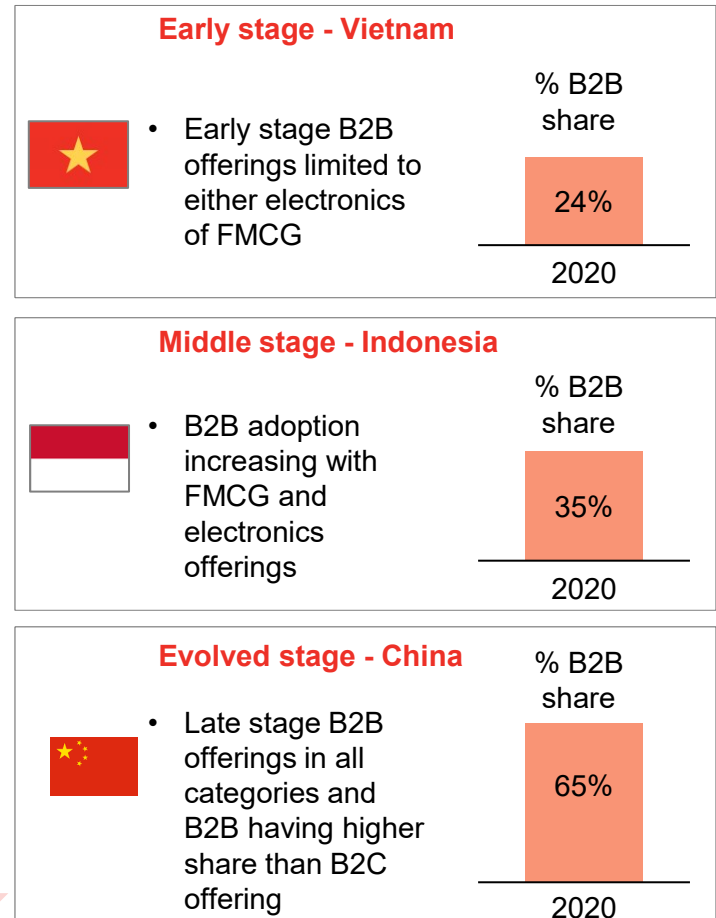 Early stage - Vietnam
• Early stage B2B
offerings limited to
either electronics
of FMCG
% B2B
share
24%
2020
Middle stage - Indonesia
• B2B adoption
increasing with
FMCG and
electronics
offerings
% B2B
share
35%
2020
Evolved stage - China
• Late stage B2B
offerings in all
categories and
B2B having higher
share than B2C
offering
% B2B
share
65%
2020